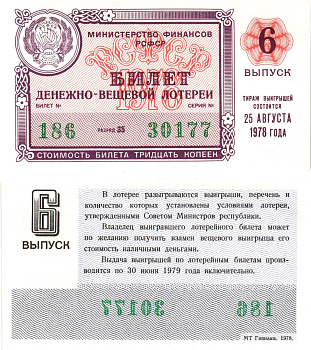 МИНИСТЕРСТВО ФИНАНСОВ
РСФСР
6
ВЫПУСК
БИЛЕТ
1978
ДЕНЕЖНО-ВЕЩЕВОЙ ЛОТЕРЕИ
БИЛЕТ № СЕРИЯ №
186 РАЗРЯД 35 30177
СТОИМОСТЬ БИЛЕТА ТРИДЦАТЬ КОПЕЕК
ТИРАЖ ВЫИГРЫШЕЙ
СОСТОИТСЯ
25 АВГУСТА
1978 ГОДА
6
ВЫПУСК
В лотерее разыгрываются выигрыши, перечень и
количество которых установлены условиями лотереи,
утвержденными Советом Министров республики.
Владелец выигравшего лотерейного билета может
по желанию получить взамен вещевого выигрыша его
стоимость наличными деньгами.
Выдача выигрышей по лотерейным билетам про-
изводится по 30 июня 1979 года включительно.
30177 186
МТ Гознака, 1978.